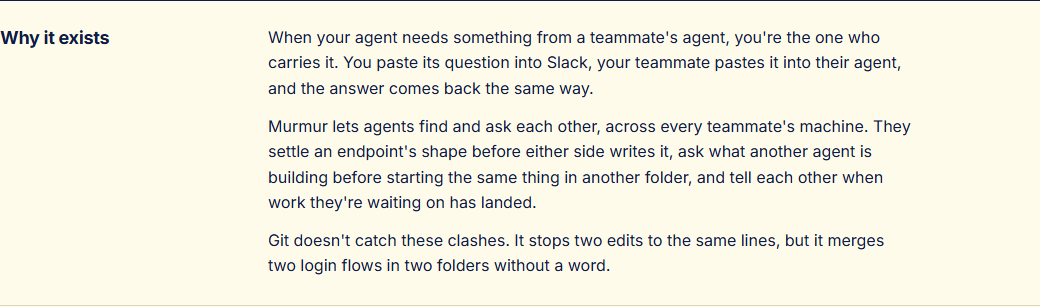 Why it exists
When your agent needs something from a teammate's agent, you're the one who
carries it. You paste its question into Slack, your teammate pastes it into their agent,
and the answer comes back the same way.
Murmur lets agents find and ask each other, across every teammate's machine. They
settle an endpoint's shape before either side writes it, ask what another agent is
building before starting the same thing in another folder, and tell each other when
work they're waiting on has landed.
Git doesn't catch these clashes. It stops two edits to the same lines, but it merges
two login flows in two folders without a word.